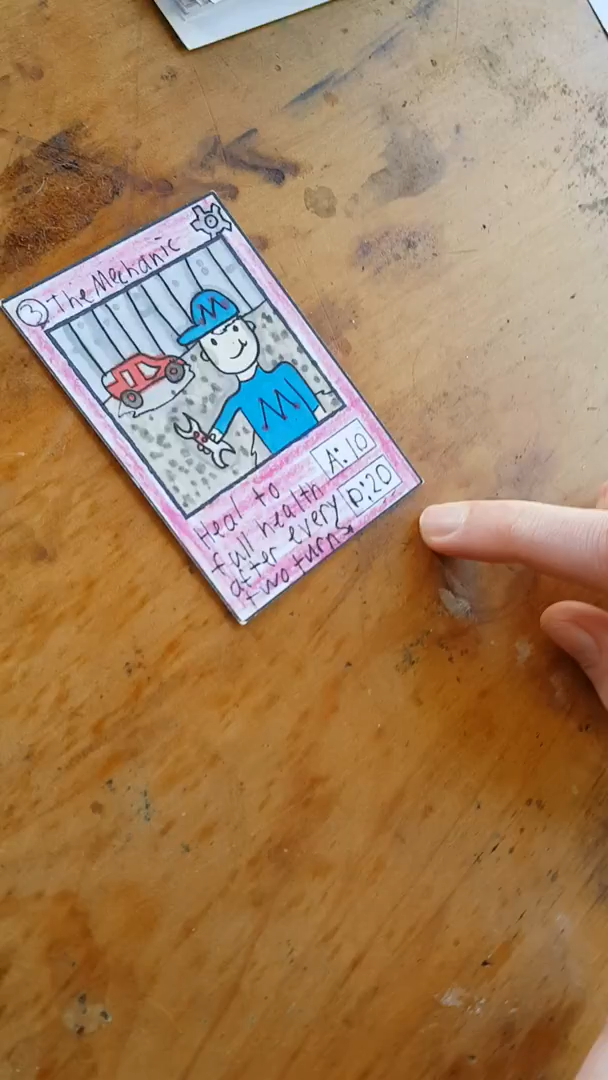 3 The Mechanic
M
M
A:10
D:20
Heal to
full health
after every
two turns